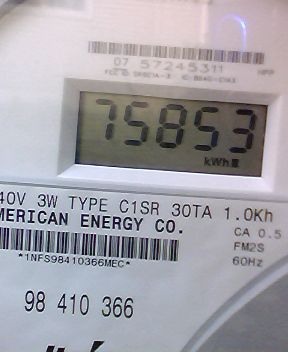 07 57245311
75853
kWh
40V 3W TYPE C1SR 30TA 1.0Kh
MERICAN ENERGY CO.
CA 0.5
FM2S
*1NFS98410366MEC*
60Hz
98 410 366